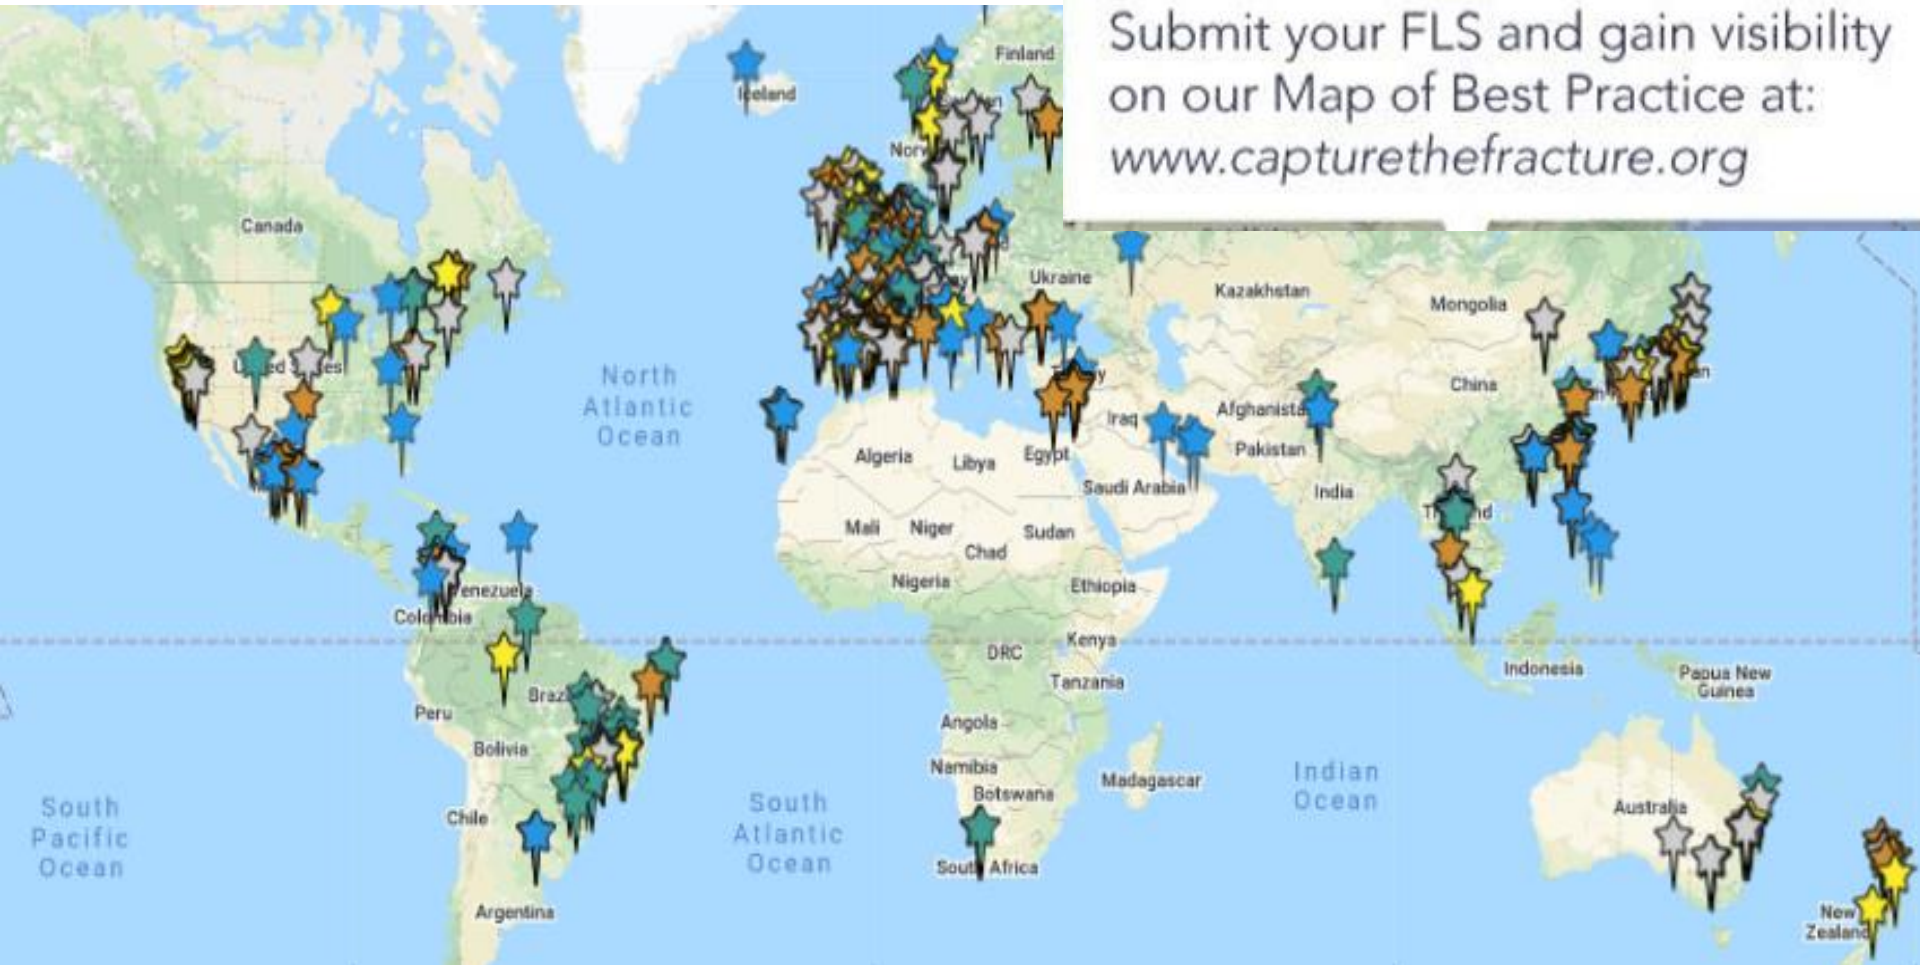 Submit your FLS and gain visibility
on our Map of Best Practice at:
www.capturethefracture.org
Finland
Iceland
Canada
Ukraine
Kazakhstan
Mongolia
North
Atlantic
Ocean
China
Iraq
Afghanista
Algeria
Libya
Egypt
Pakistan
Saudi Arabia
India
Mali
Niger
Sudan
Chad
Nigeria
Ethiopia
Venezuela
Kenya
DRC
Indonesia
Tanzania
Papua New
Guinea
Peru
Angola
Bolivia
Namibia
Madagascar
Botswana
Indian
Ocean
South
Pacific
Ocean
Chile
South
Atlantic
Ocean
Australia
South Africa
Argentina
New
Zealand